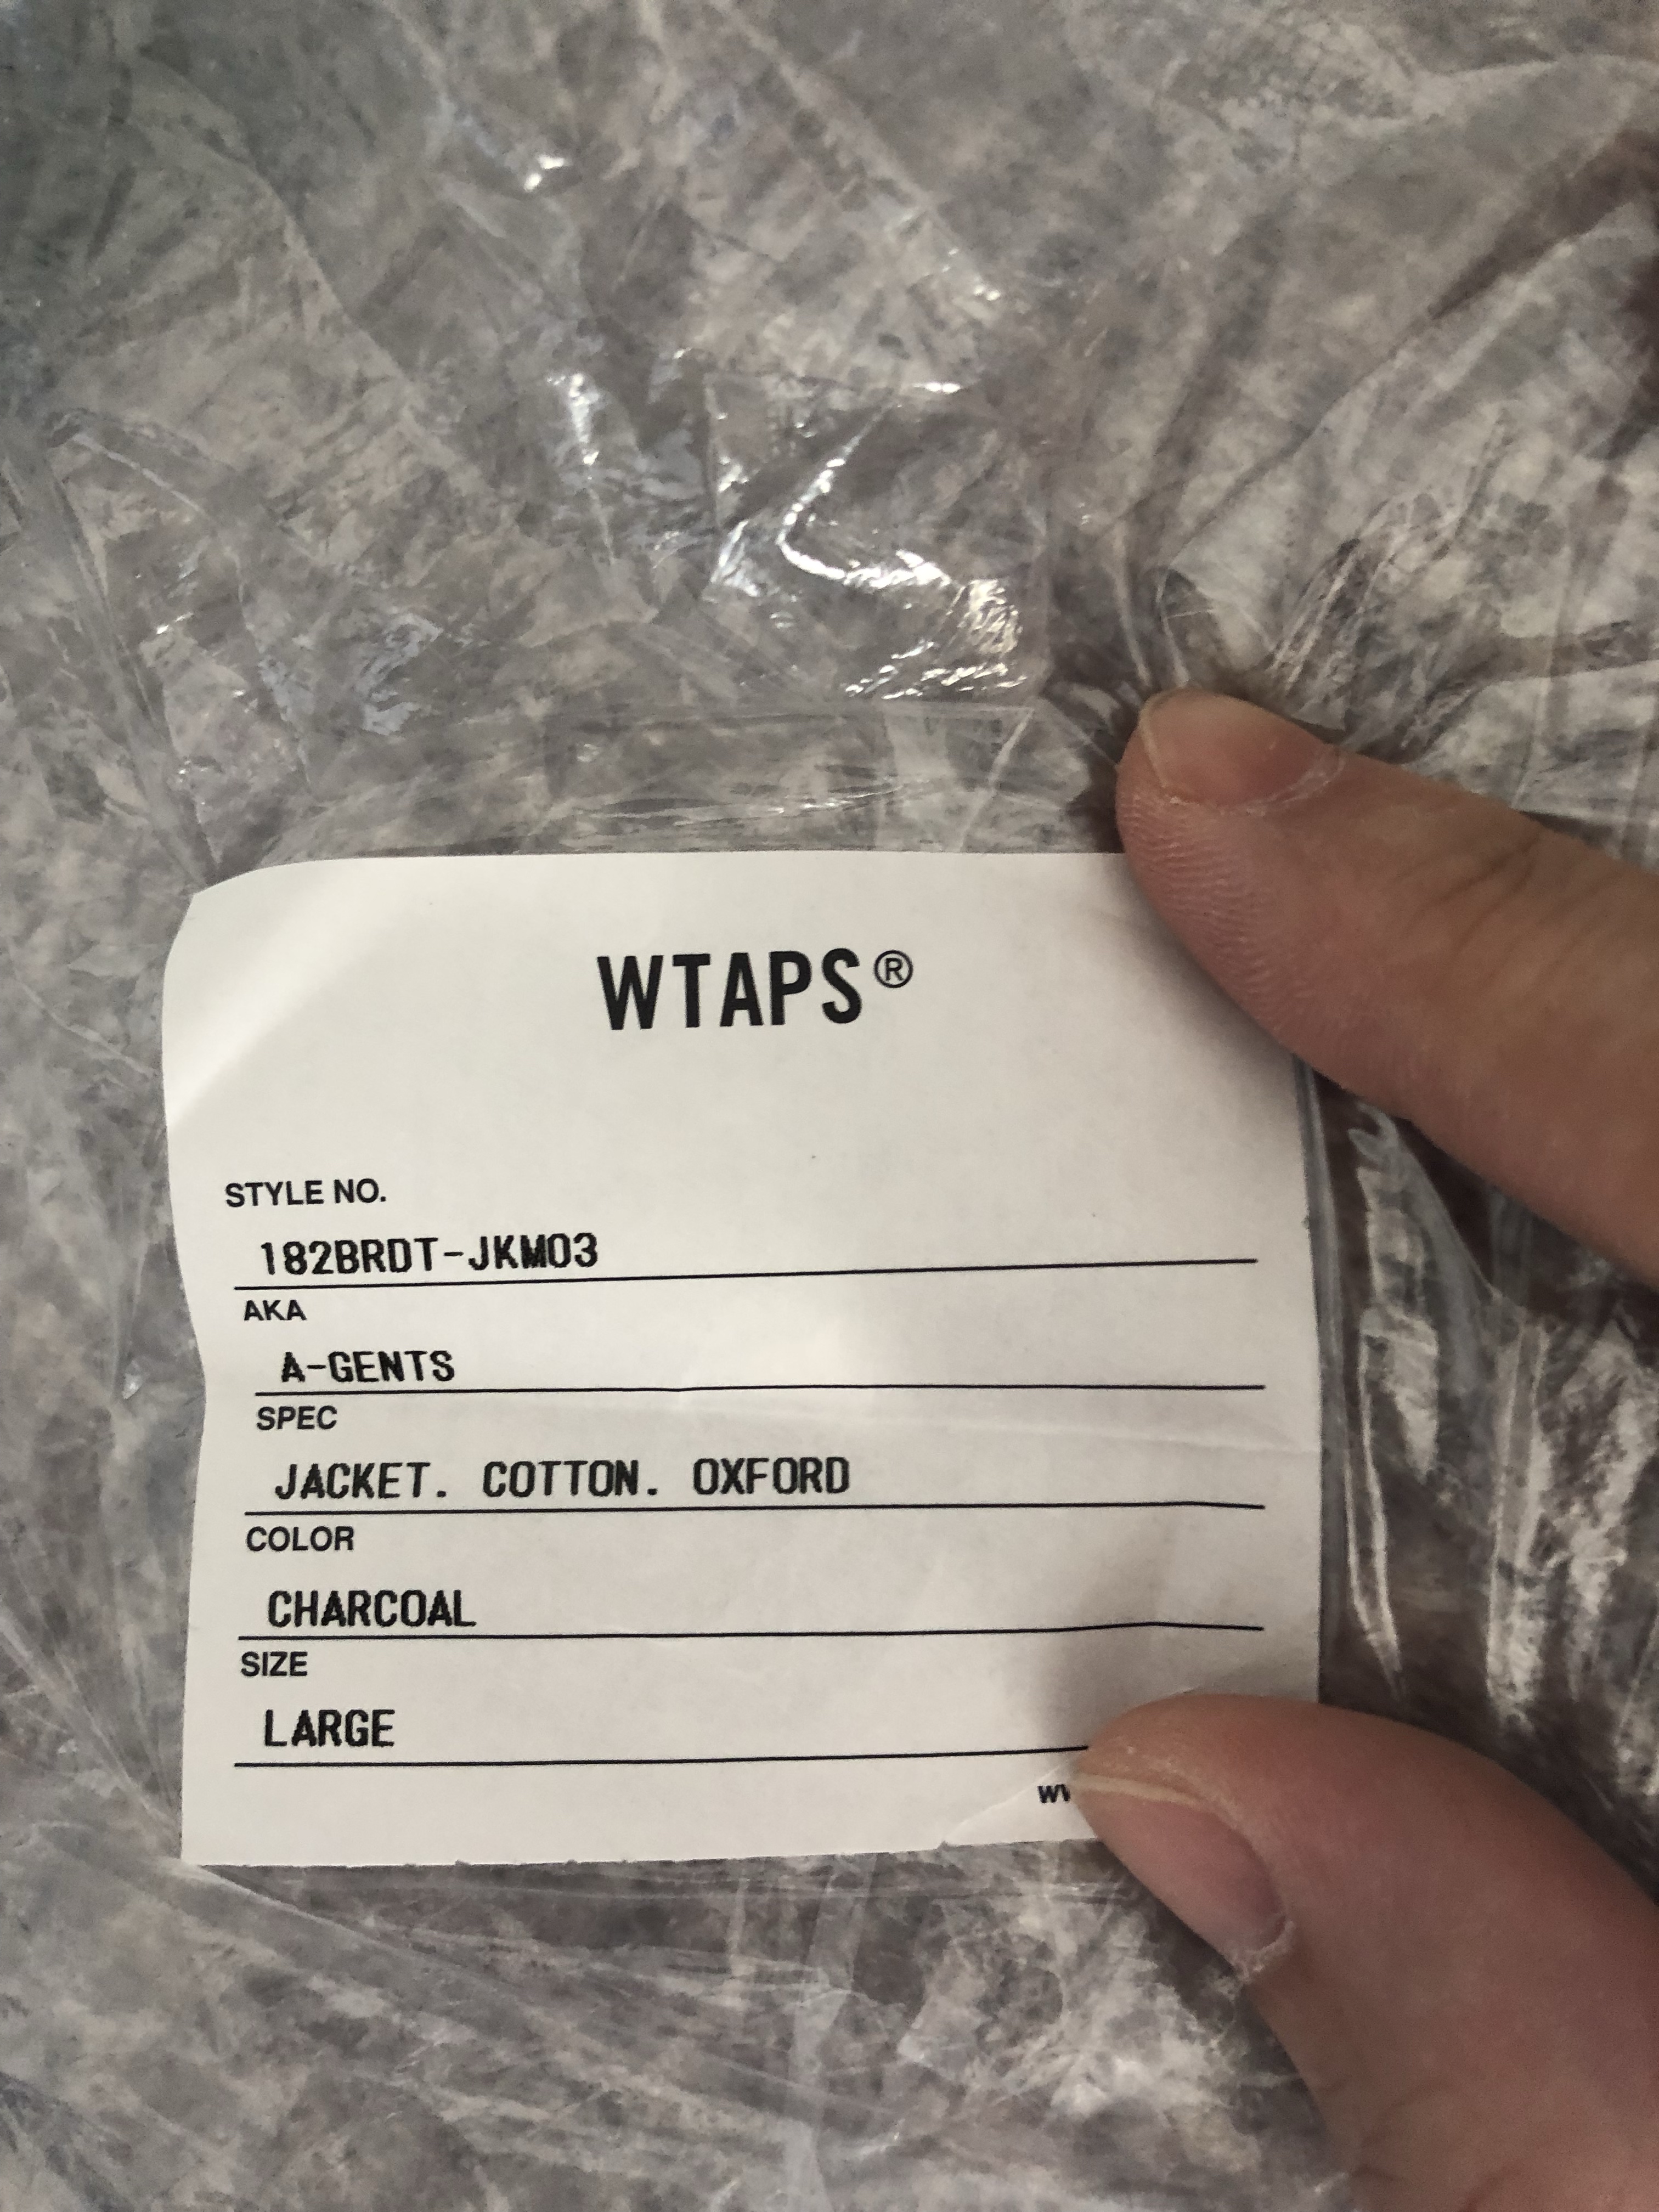 WTAPS®
STYLE NO.
182BRDT-JKM03
AKA
A-GENTS
SPEC
JACKET. COTTON. OXFORD
COLOR
CHARCOAL
SIZE
LARGE